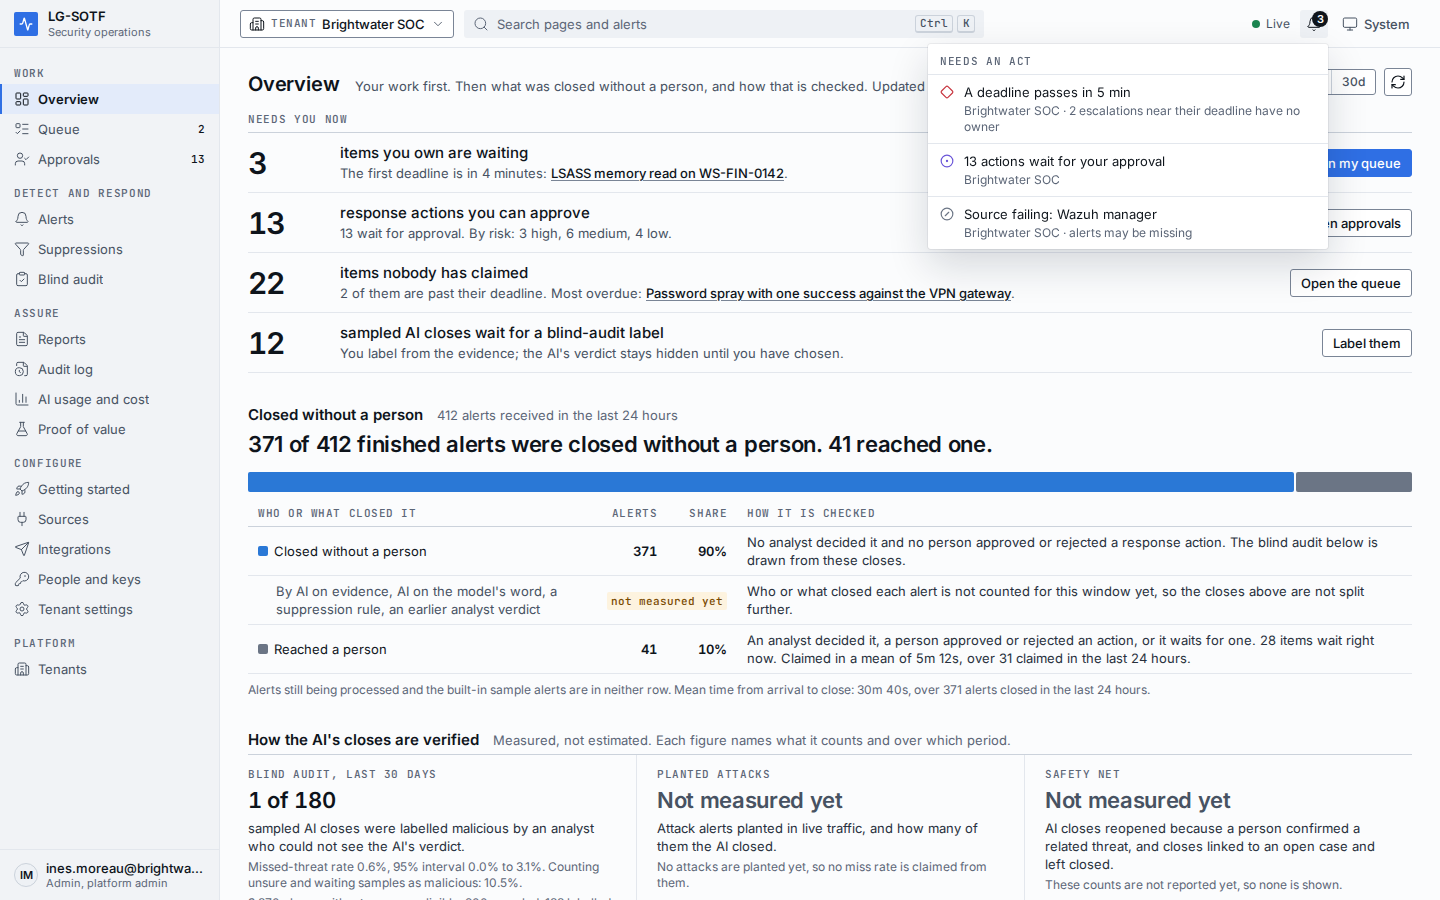 LG-SOTF
Security operations
TENANT Brightwater SOC
Search pages and alerts
Ctrl K
Live
3
System
WORK
Overview
Queue 2
Approvals 13
DETECT AND RESPOND
Alerts
Suppressions
Blind audit
ASSURE
Reports
Audit log
AI usage and cost
Proof of value
CONFIGURE
Getting started
Sources
Integrations
People and keys
Tenant settings
PLATFORM
Tenants
IM
ines.moreau@brightwa...
Admin, platform admin
Overview Your work first. Then what was closed without a person, and how that is checked. Updated
30d
NEEDS AN ACT
A deadline passes in 5 min
Brightwater SOC · 2 escalations near their deadline have no
owner
13 actions wait for your approval
Brightwater SOC
Source failing: Wazuh manager
Brightwater SOC · alerts may be missing
NEEDS YOU NOW
3 items you own are waiting
The first deadline is in 4 minutes: LSASS memory read on WS-FIN-0142.
my queue
13 response actions you can approve
13 wait for approval. By risk: 3 high, 6 medium, 4 low.
approvals
22 items nobody has claimed
2 of them are past their deadline. Most overdue: Password spray with one success against the VPN gateway.
Open the queue
12 sampled AI closes wait for a blind-audit label
You label from the evidence; the AI's verdict stays hidden until you have chosen.
Label them
Closed without a person 412 alerts received in the last 24 hours
371 of 412 finished alerts were closed without a person. 41 reached one.
WHO OR WHAT CLOSED IT ALERTS SHARE HOW IT IS CHECKED
Closed without a person 371 90% No analyst decided it and no person approved or rejected a response action. The blind audit below is
drawn from these closes.
By AI on evidence, AI on the model's word, a
suppression rule, an earlier analyst verdict
not measured yet
Who or what closed each alert is not counted for this window yet, so the closes above are not split
further.
Reached a person 41 10% An analyst decided it, a person approved or rejected an action, or it waits for one. 28 items wait right
now. Claimed in a mean of 5m 12s, over 31 claimed in the last 24 hours.
Alerts still being processed and the built-in sample alerts are in neither row. Mean time from arrival to close: 30m 40s, over 371 alerts closed in the last 24 hours.
How the AI's closes are verified Measured, not estimated. Each figure names what it counts and over which period.
BLIND AUDIT, LAST 30 DAYS
1 of 180
sampled AI closes were labelled malicious by an analyst
who could not see the AI's verdict.
Missed-threat rate 0.6%, 95% interval 0.0% to 3.1%. Counting
unsure and waiting samples as malicious: 10.5%.
PLANTED ATTACKS
Not measured yet
Attack alerts planted in live traffic, and how many of
them the AI closed.
No attacks are planted yet, so no miss rate is claimed from
them.
SAFETY NET
Not measured yet
AI closes reopened because a person confirmed a
related threat, and closes linked to an open case and
left closed.
These counts are not reported yet, so none is shown.